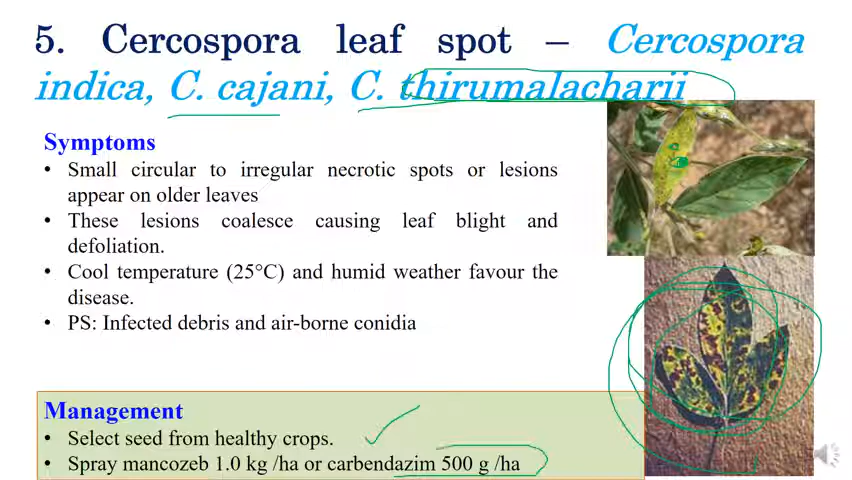 5. Cercospora leaf spot – Cercospora
indica, C. cajani, C. thirumalacharii
Symptoms
• Small circular to irregular necrotic spots or lesions
appear on older leaves
• These lesions coalesce causing leaf blight and
defoliation.
• Cool temperature (25°C) and humid weather favour the
disease.
• PS: Infected debris and air-borne conidia
Management
• Select seed from healthy crops.
• Spray mancozeb 1.0 kg /ha or carbendazim 500 g /ha